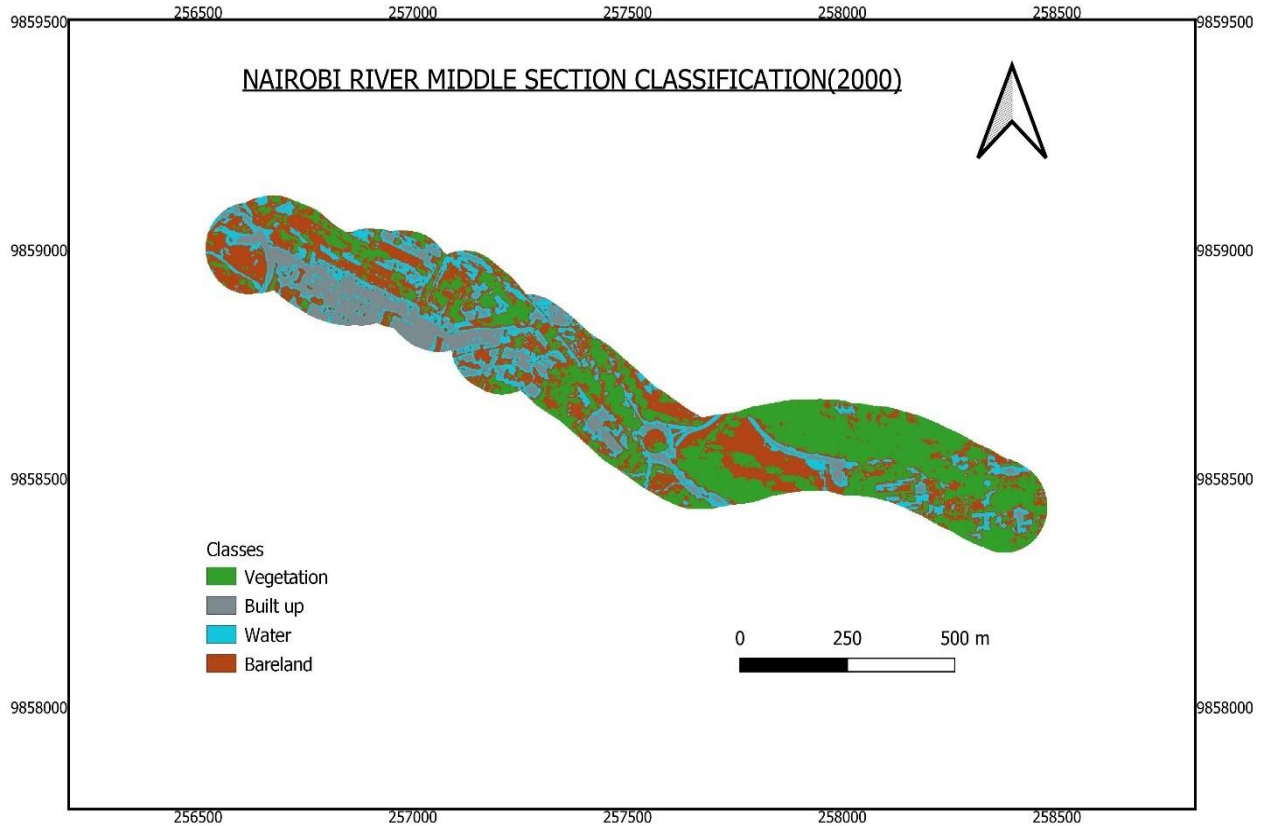 256500 257000 257500 258000 258500
9859500 9859500
NAIROBI RIVER MIDDLE SECTION CLASSIFICATION(2000)
9859000 9859000
9858500 9858500
Classes
Vegetation
Built up
Water
Bareland
0 250 500 m
9858000 9858000
256500 257000 257500 258000 258500